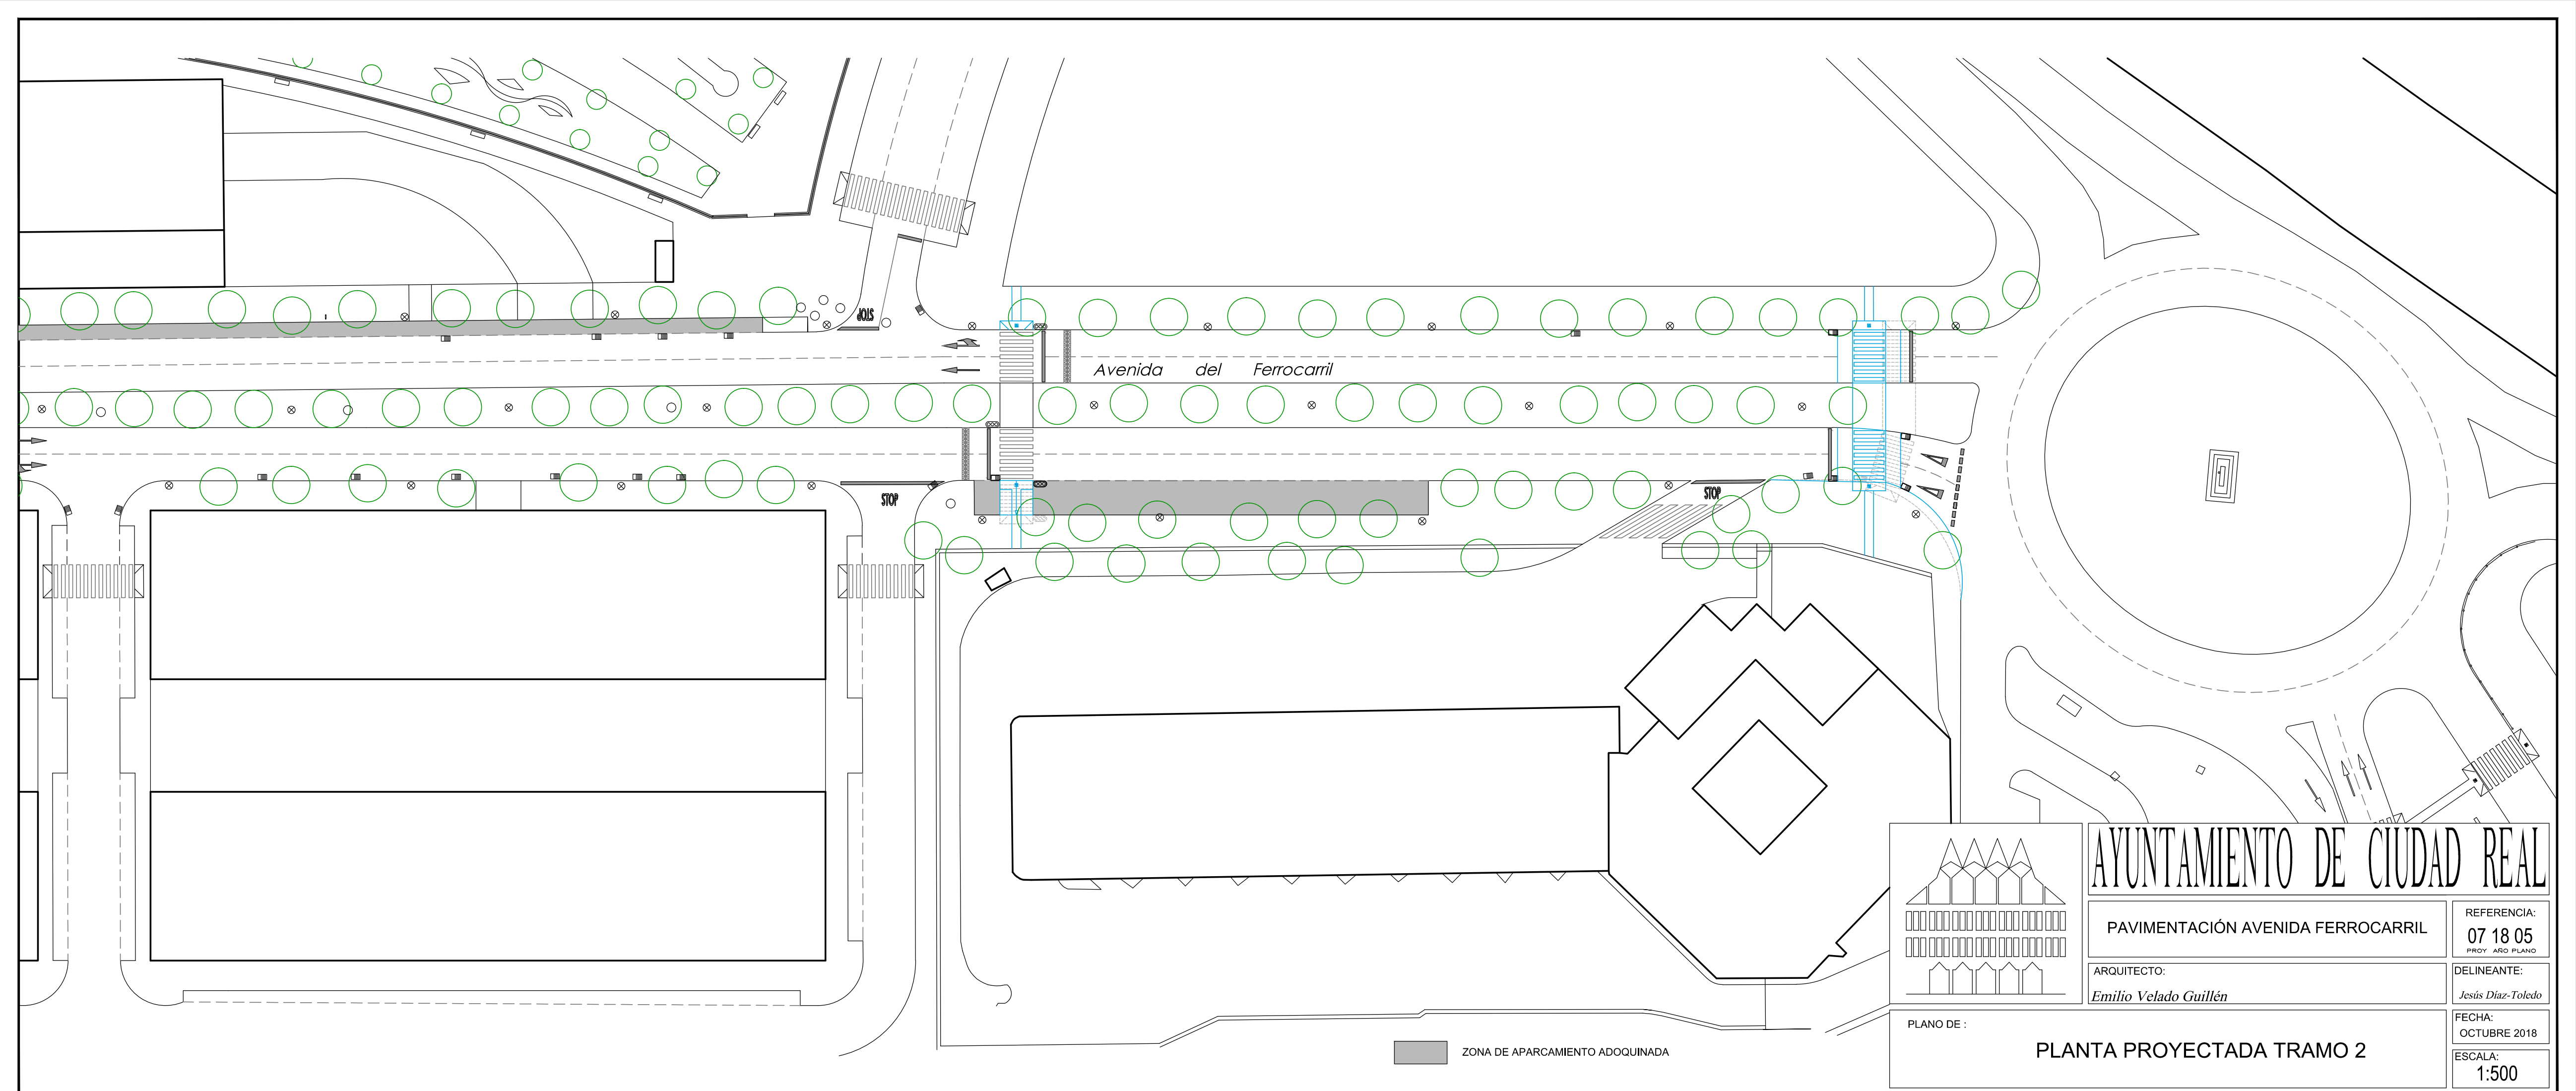 STOP
Avenida del Ferrocarril
STOP
STOP
AYUNTAMIENTO DE CIUDAD REAL
PAVIMENTACIÓN AVENIDA FERROCARRIL
REFERENCIA:
07 18 05
PROY AÑO PLANO
ARQUITECTO:
Emilio Velado Guillén
DELINEANTE:
Jesús Díaz-Toledo
PLANO DE :
PLANTA PROYECTADA TRAMO 2
FECHA:
OCTUBRE 2018
ESCALA:
1:500
ZONA DE APARCAMIENTO ADOQUINADA